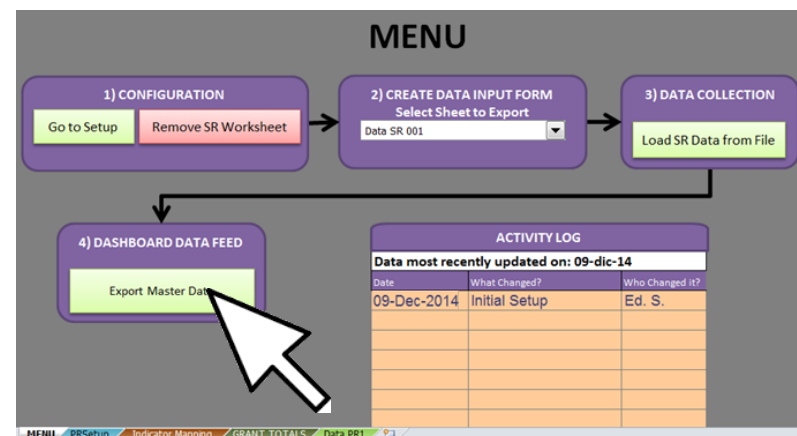 MENU
1) CONFIGURATION
Go to Setup
Remove SR Worksheet
2) CREATE DATA INPUT FORM
Select Sheet to Export
Data SR 001
3) DATA COLLECTION
Load SR Data from File
4) DASHBOARD DATA FEED
Export Master Dat
ACTIVITY LOG
Data most recently updated on: 09-dic-14
Date What Changed? Who Changed it?
09-Dec-2014 Initial Setup Ed. S.
MENU PRSetup Indicator Mapping GRANT_TOTALS Data PR1